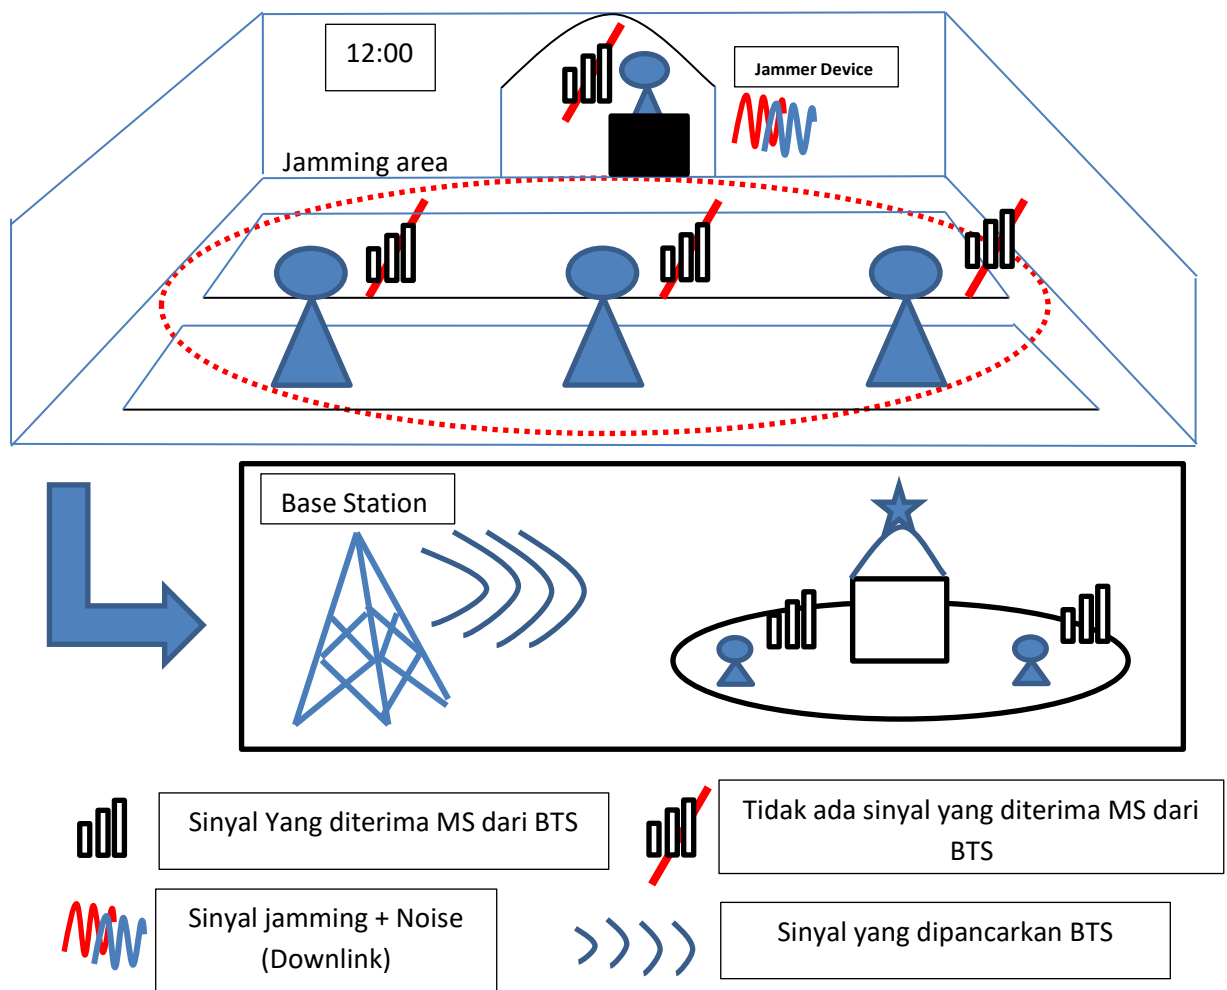 12:00
Jammer Device
Jamming area
Base Station
Sinyal Yang diterima MS dari BTS
Tidak ada sinyal yang diterima MS dari
BTS
Sinyal jamming + Noise
(Downlink)
Sinyal yang dipancarkan BTS